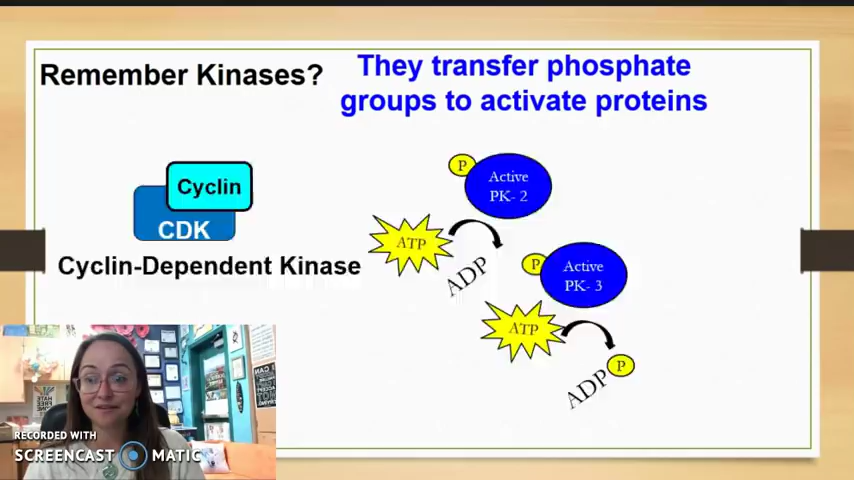 Remember Kinases?
They transfer phosphate
groups to activate proteins
Cyclin
CDK
Cyclin-Dependent Kinase
P
Active
PK- 2
ATP
ADP
P
Active
PK- 3
ATP
ADP
P
RECORDED WITH
SCREENCAST MATIC